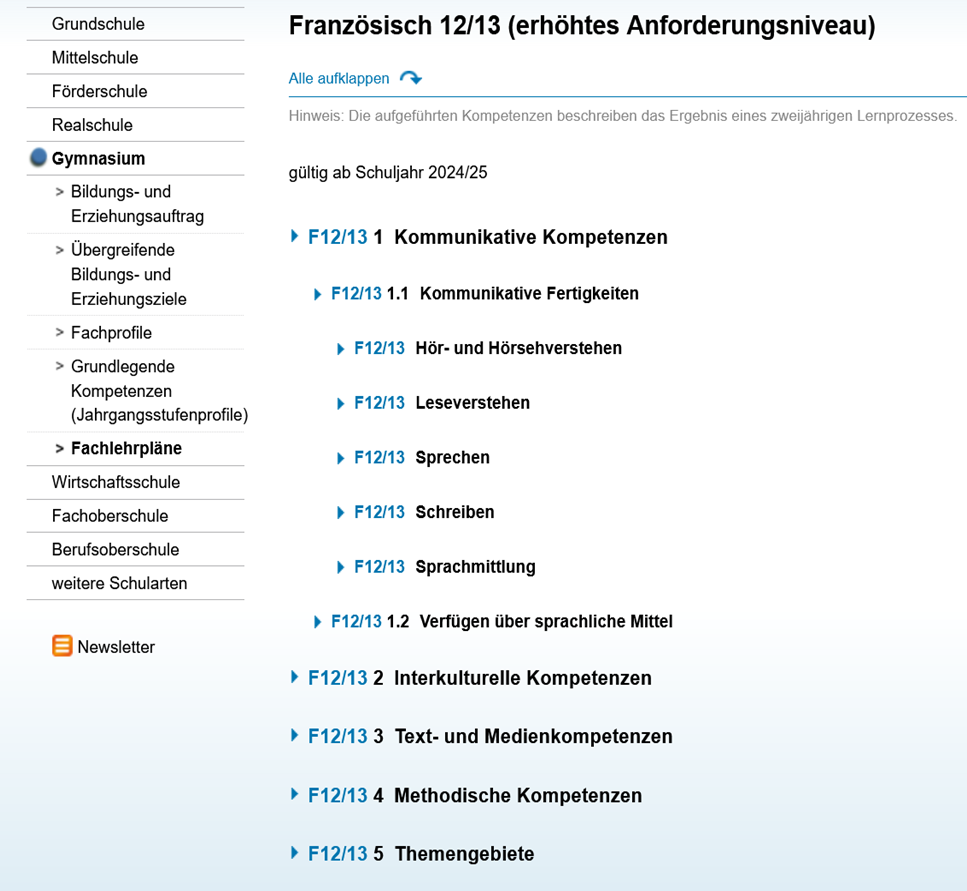 Grundschule
Mittelschule
Förderschule
Realschule
Gymnasium
> Bildungs- und
Erziehungsauftrag
> Übergreifende
Bildungs- und
Erziehungsziele
> Fachprofile
> Grundlegende
Kompetenzen
(Jahrgangsstufenprofile)
> Fachlehrpläne
Wirtschaftsschule
Fachoberschule
Berufsoberschule
weitere Schularten
Newsletter
Französisch 12/13 (erhöhtes Anforderungsniveau)
Alle aufklappen
Hinweis: Die aufgeführten Kompetenzen beschreiben das Ergebnis eines zweijährigen Lernprozesses.
gültig ab Schuljahr 2024/25
F12/13 1 Kommunikative Kompetenzen
F12/13 1.1 Kommunikative Fertigkeiten
F12/13 Hör- und Hörsehverstehen
F12/13 Leseverstehen
F12/13 Sprechen
F12/13 Schreiben
F12/13 Sprachmittlung
F12/13 1.2 Verfügen über sprachliche Mittel
F12/13 2 Interkulturelle Kompetenzen
F12/13 3 Text- und Medienkompetenzen
F12/13 4 Methodische Kompetenzen
F12/13 5 Themengebiete